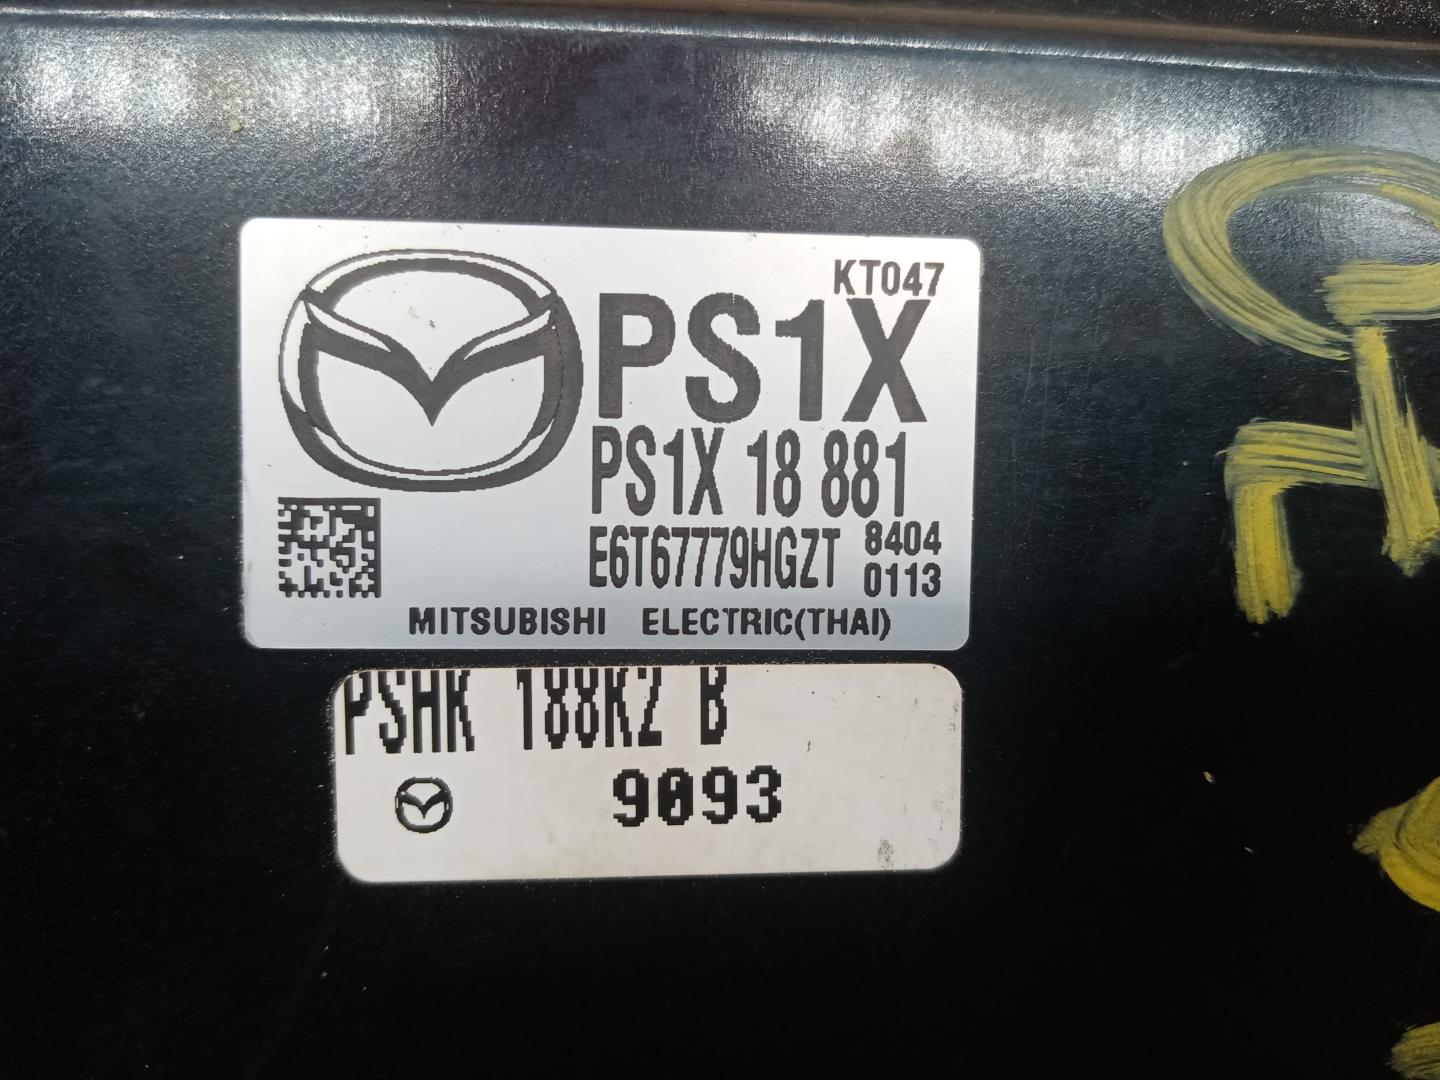 KT047
PS1X
PS1X 18 881
E6T67779HGZT 8404
0113
MITSUBISHI ELECTRIC(THAI)
PSHK 188K2 B
9093